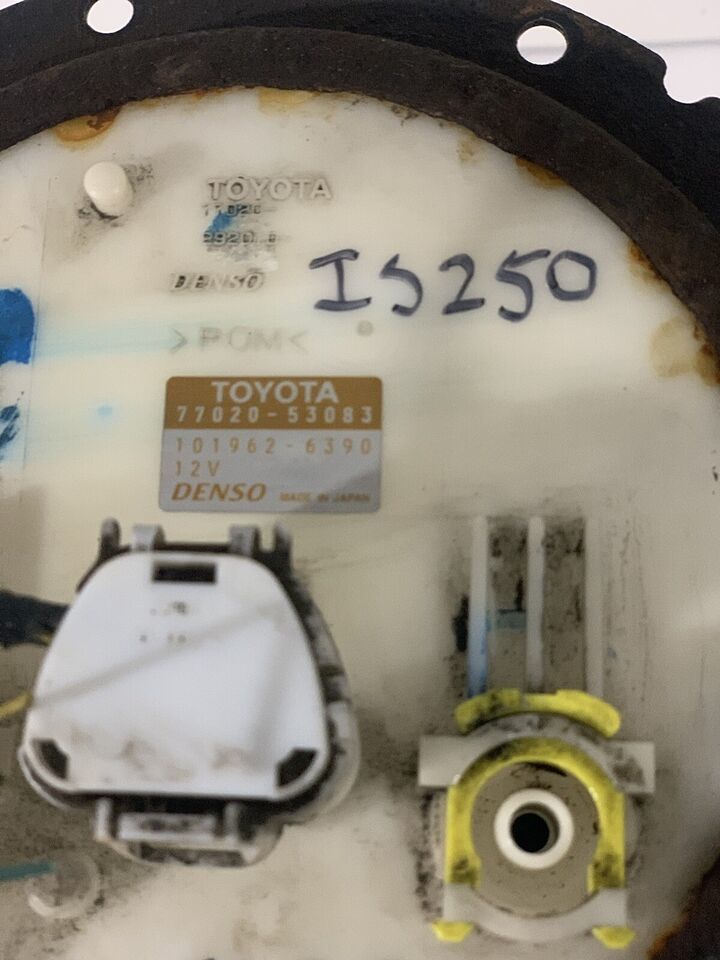 TOYOTA
DENSO
IS250
>POM<
TOYOTA
77020-53083
101962-6390
12V
DENSO MADE IN JAPAN